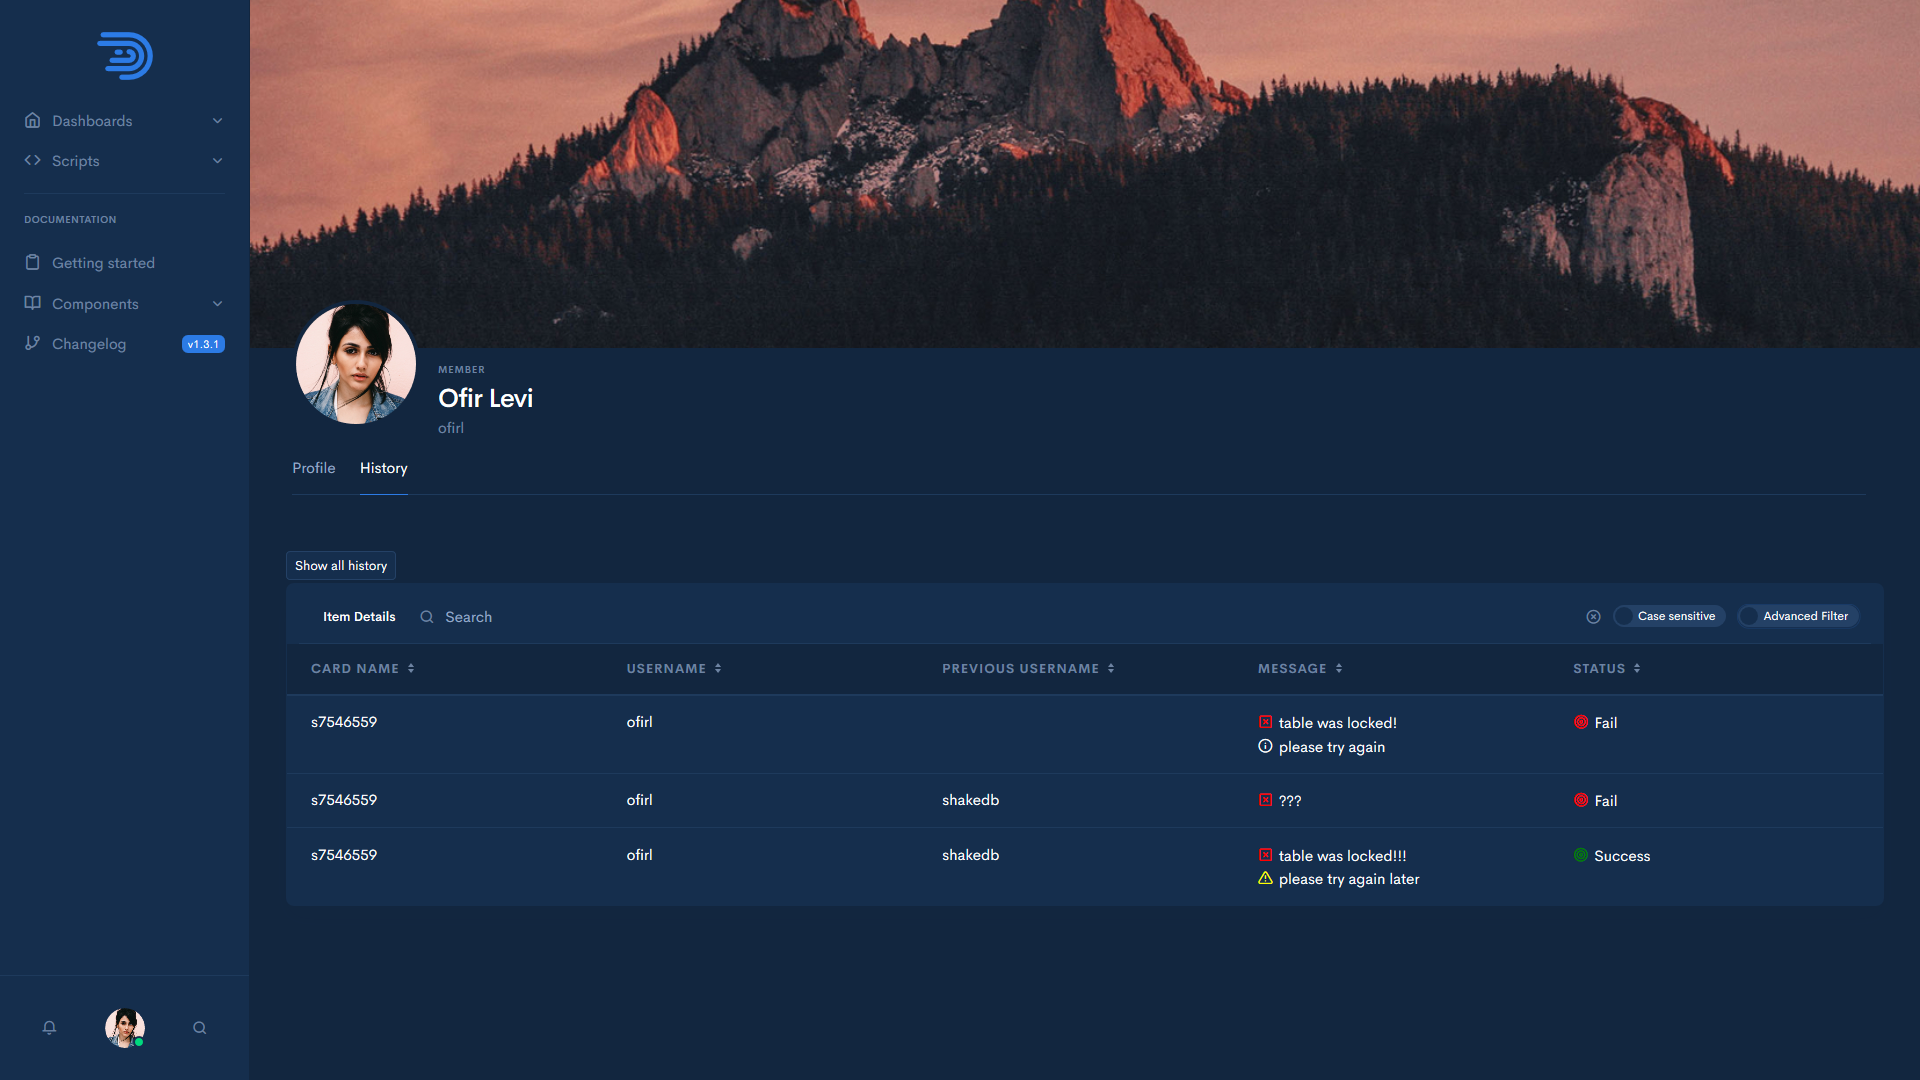 Dashboards
Scripts
DOCUMENTATION
Getting started
Components
Changelog v1.3.1
MEMBER
Ofir Levi
ofirl
Profile History
Show all history
Item Details Search Case sensitive Advanced Filter
CARD NAME USERNAME PREVIOUS USERNAME MESSAGE STATUS
s7546559 ofirl table was locked! Fail
please try again
s7546559 ofirl shakedb ??? Fail
s7546559 ofirl shakedb table was locked!!! Success
please try again later